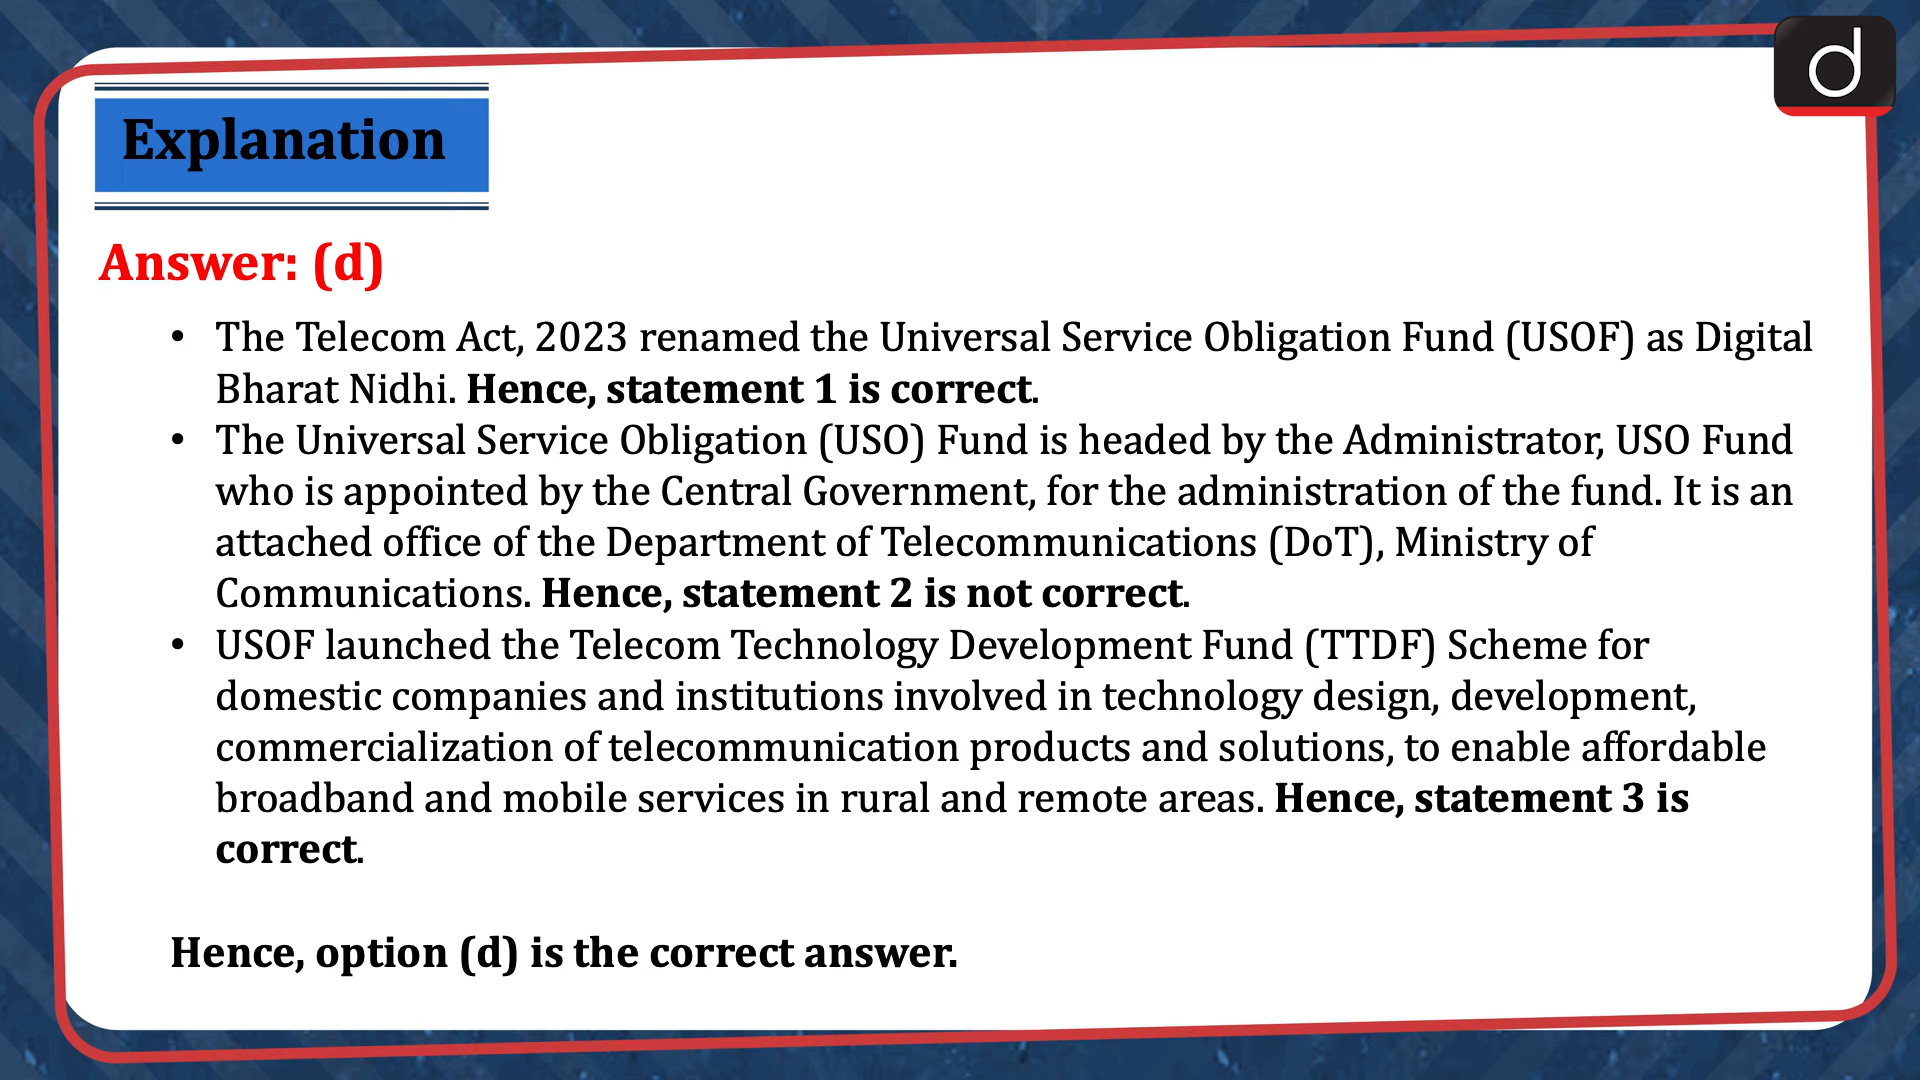 d
Explanation
Answer: (d)
• The Telecom Act, 2023 renamed the Universal Service Obligation Fund (USOF) as Digital
Bharat Nidhi. Hence, statement 1 is correct.
• The Universal Service Obligation (USO) Fund is headed by the Administrator, USO Fund
who is appointed by the Central Government, for the administration of the fund. It is an
attached office of the Department of Telecommunications (DoT), Ministry of
Communications. Hence, statement 2 is not correct.
• USOF launched the Telecom Technology Development Fund (TTDF) Scheme for
domestic companies and institutions involved in technology design, development,
commercialization of telecommunication products and solutions, to enable affordable
broadband and mobile services in rural and remote areas. Hence, statement 3 is
correct.
Hence, option (d) is the correct answer.